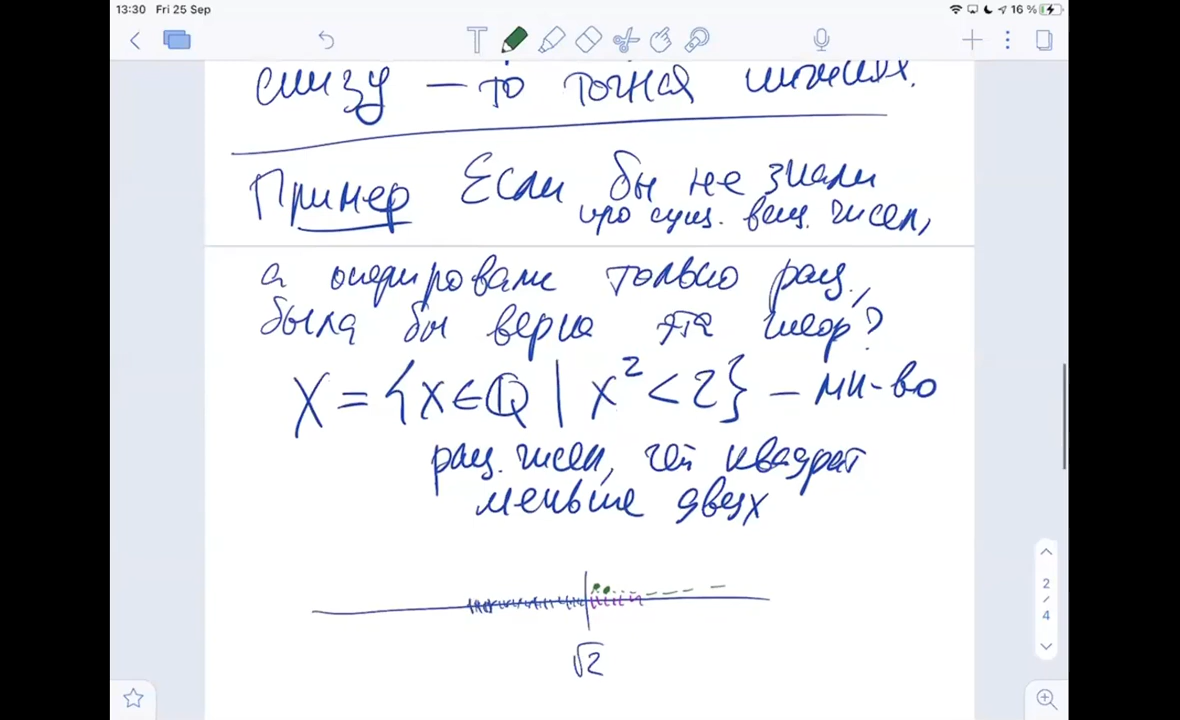 13:30 Fri 25 Sep
16 %
T
снизу – то точная нижняя.
Пример Если бы не знали
про сущ. вещ. чисел,
а оперировали только рац.,
была бы верна эта теор?
X = {x∈ℚ | x² < 2} – мн-во
рац. чисел, чей квадрат
меньше двух
√2
2
/
4